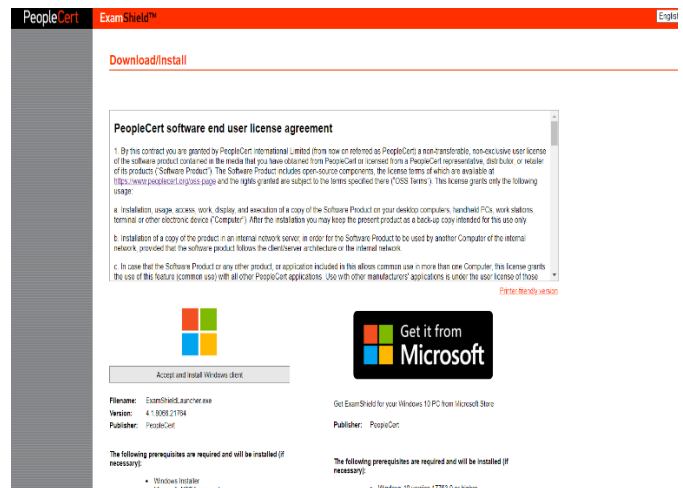 PeopleCert
ExamShield™
English
Download/Install
PeopleCert software end user license agreement
1. By this contract you are granted by PeopleCert International Limited (from now on referred as PeopleCert) a non-transferable, non-exclusive user license
of the software product contained in the media that you have obtained from PeopleCert or licensed from a PeopleCert representative, distributor, or retailer
of its products ("Software Product"). The Software Product includes open-source components, the license terms of which are available at
https://www.peoplecert.org/oss-page and the rights granted are subject to the terms specified there ("OSS Terms"). This license grants only the following
usage:
a. Installation, usage, access, work, display, and execution of a copy of the Software Product on your desktop computers, handheld PCs, work stations,
terminal or other electronic device ("Computer"). After the installation you may keep the present product as a back-up copy intended for this use only.
b. Installation of a copy of the product in an internal network server, in order for the Software Product to be used by another Computer of the internal
network, provided that the software product follows the client/server architecture or the internal network.
c. In case that the Software Product or any other product, or application included in this allows common use in more than one Computer, this license grants
the use of this feature (common use) with all other PeopleCert applications. Use with other manufacturers' applications is under the user license of those
Printer friendly version
Get it from
Microsoft
Accept and Install Windows client
Filename: ExamShieldLauncher.exe
Version: 4.1.8068.21764
Publisher: PeopleCert
Get ExamShield for your Windows 10 PC from Microsoft Store
Publisher: PeopleCert
The following prerequisites are required and will be installed (if
necessary):
The following prerequisites are required and will be installed (if
necessary):
Windows Installer